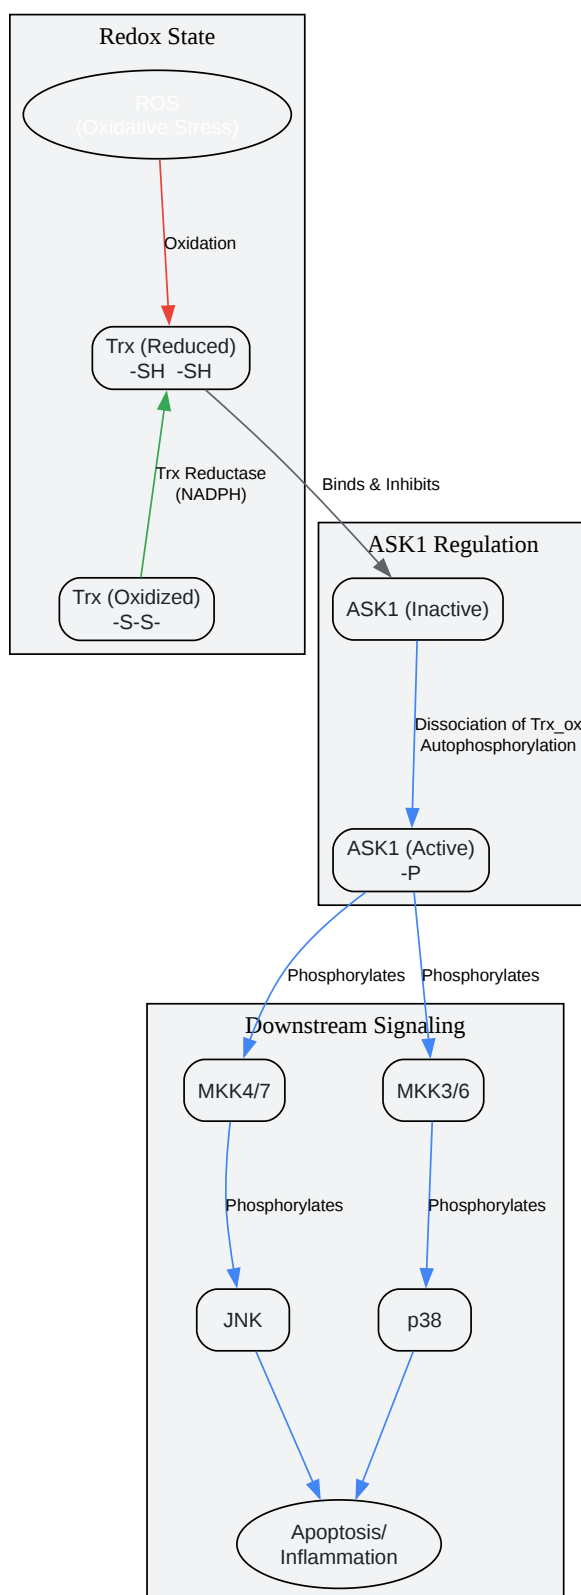 Redox State
ROS
(Oxidative Stress)
Oxidation
Trx (Reduced)
-SH  -SH
Trx Reductase
(NADPH)
Binds & Inhibits
ASK1 Regulation
Trx (Oxidized)
-S-S-
ASK1 (Inactive)
Dissociation of Trx_ox
Autophosphorylation
ASK1 (Active)
-P
Phosphorylates
Phosphorylates
Downstream Signaling
MKK4/7
MKK3/6
Phosphorylates
Phosphorylates
JNK
p38
Apoptosis/
Inflammation